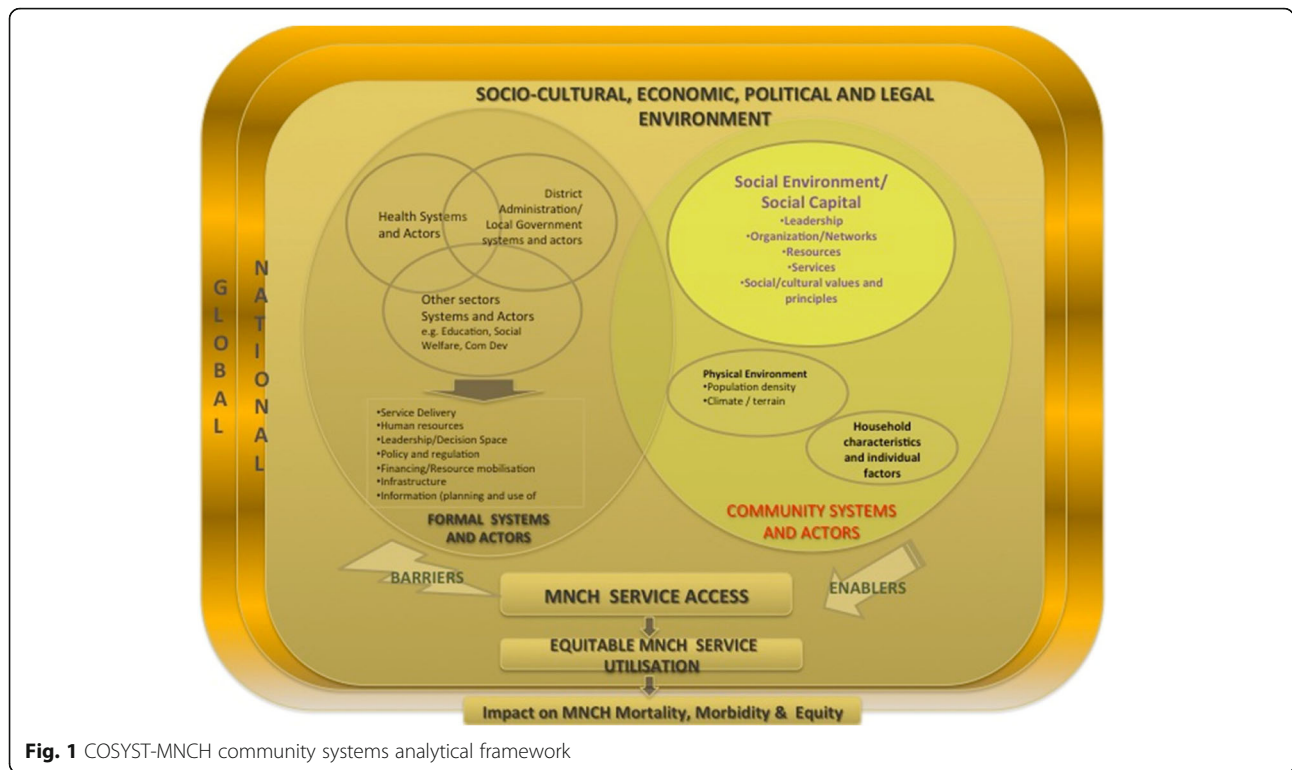 SOCIO-CULTURAL, ECONOMIC, POLITICAL AND LEGAL
ENVIRONMENT
GLOBAL
NATIONAL
Health Systems
and Actors
District
Administration/
Local Government
systems and actors
Other sectors
Systems and Actors
e.g. Education, Social
Welfare, Com Dev
•Service Delivery
•Human resources
•Leadership/Decision Space
•Policy and regulation
•Financing/Resource mobilisation
•Infrastructure
•Information (planning and use of
FORMAL SYSTEMS
AND ACTORS
Social Environment/
Social Capital
•Leadership
•Organization/Networks
•Resources
•Services
•Social/cultural values and
principles
Physical Environment
•Population density
•Climate / terrain
Household
characteristics
and individual
factors
COMMUNITY SYSTEMS
AND ACTORS
BARRIERS
ENABLERS
MNCH SERVICE ACCESS
EQUITABLE MNCH SERVICE
UTILISATION
Impact on MNCH Mortality, Morbidity & Equity
Fig. 1 COSYST-MNCH community systems analytical framework